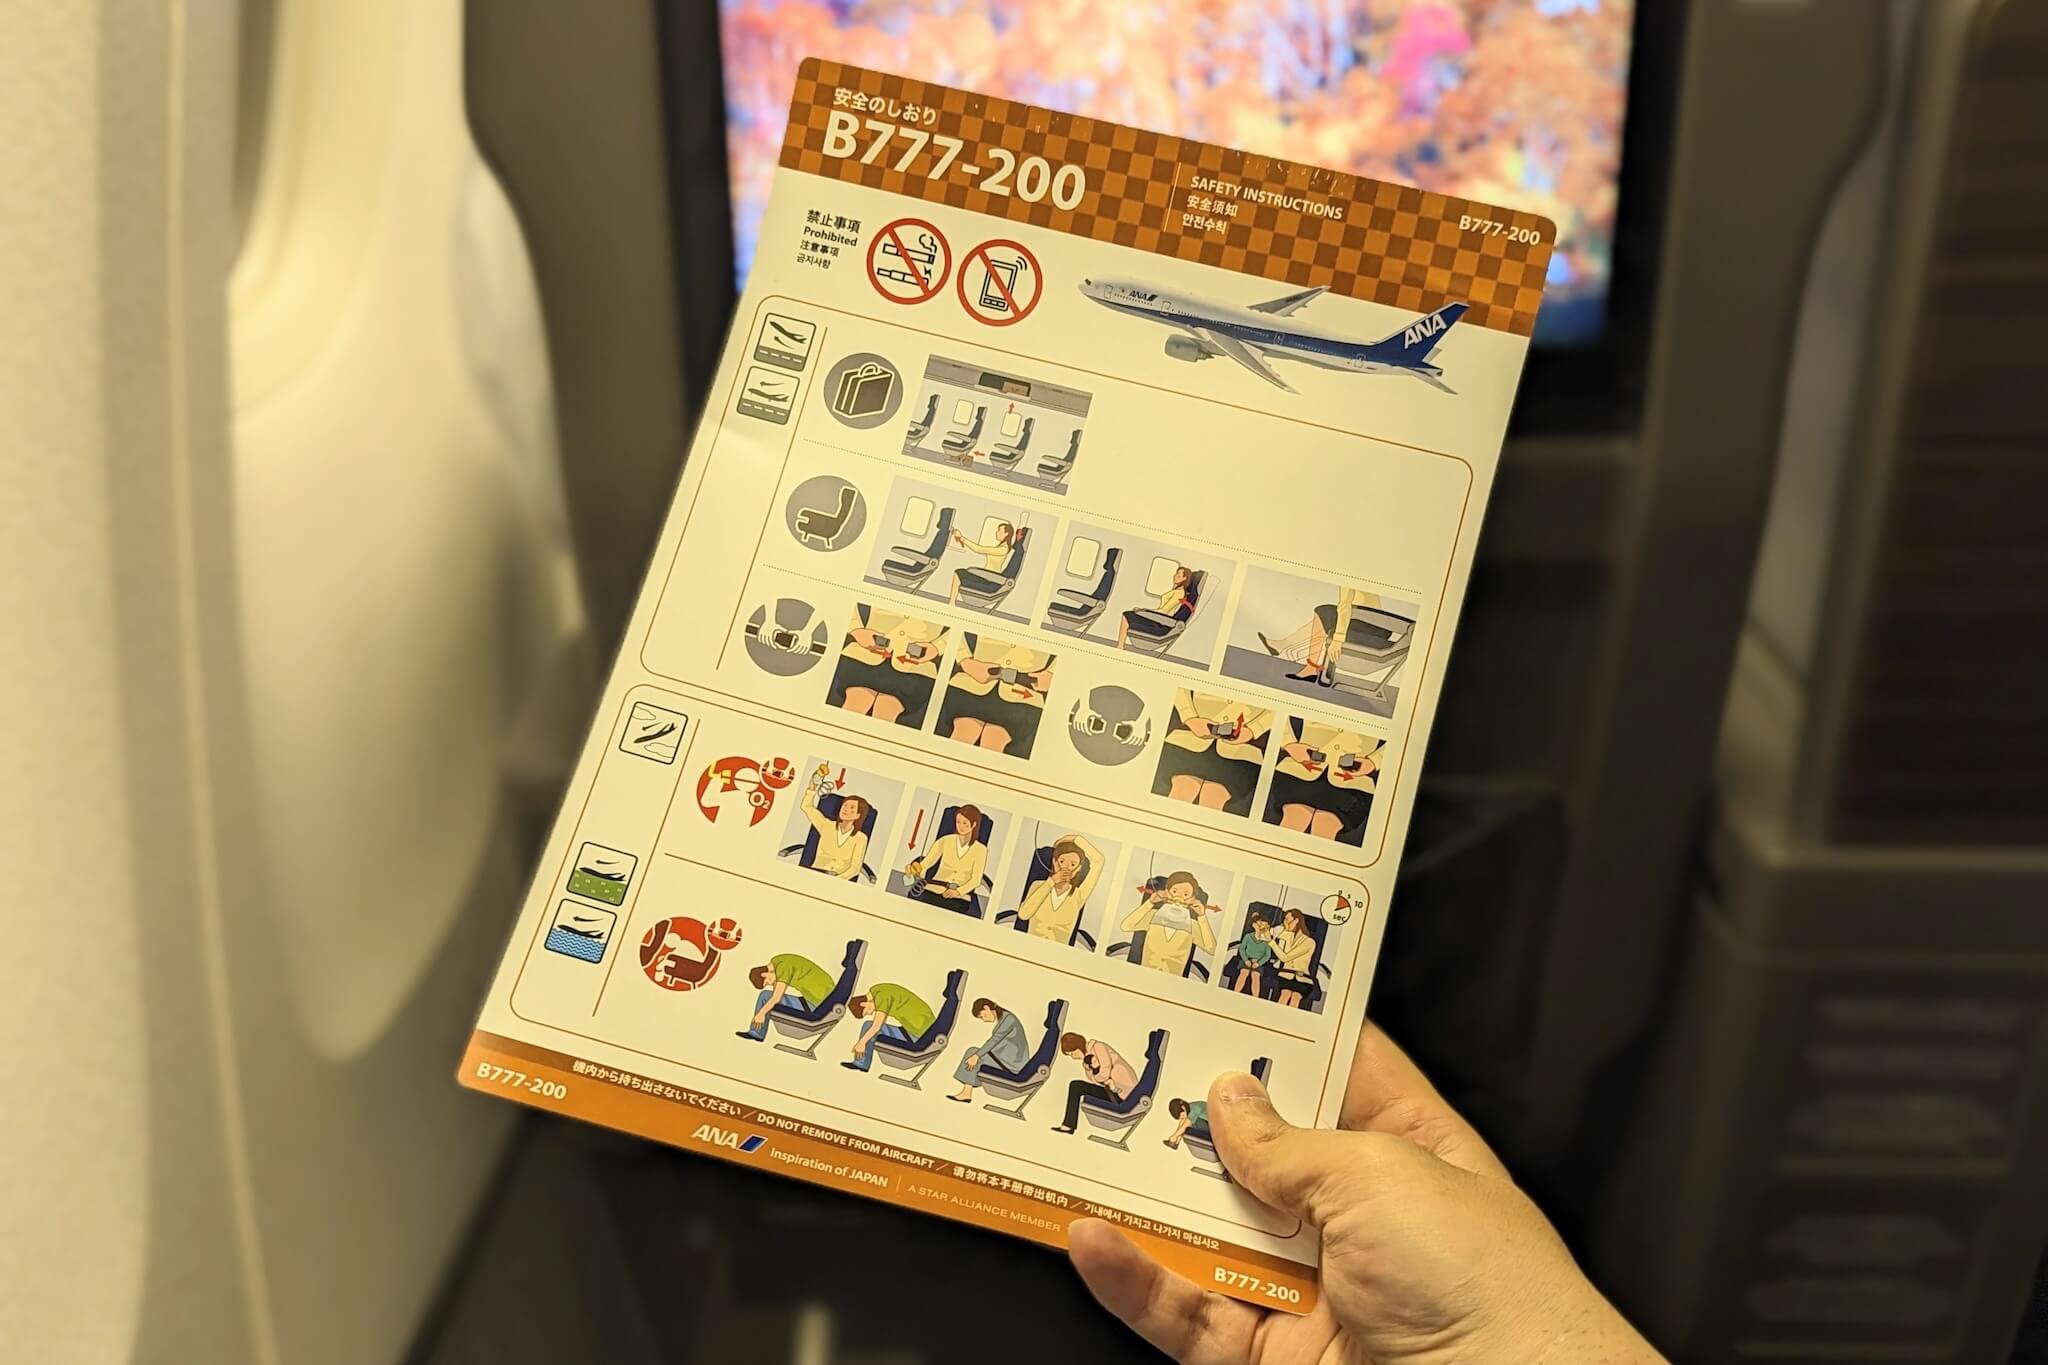 安全のしおり
B777-200
SAFETY INSTRUCTIONS
安全须知
안전수칙
B777-200
禁止事項
Prohibited
注意事項
금지사항
ANA
ANA
O2
5
10
sec
B777-200
機内から持ち出さないでください / DO NOT REMOVE FROM AIRCRAFT / 请勿将本手册带出机内 / 기내에서 가지고 나가지 마십시오
ANA Inspiration of JAPAN | A STAR ALLIANCE MEMBER
B777-200